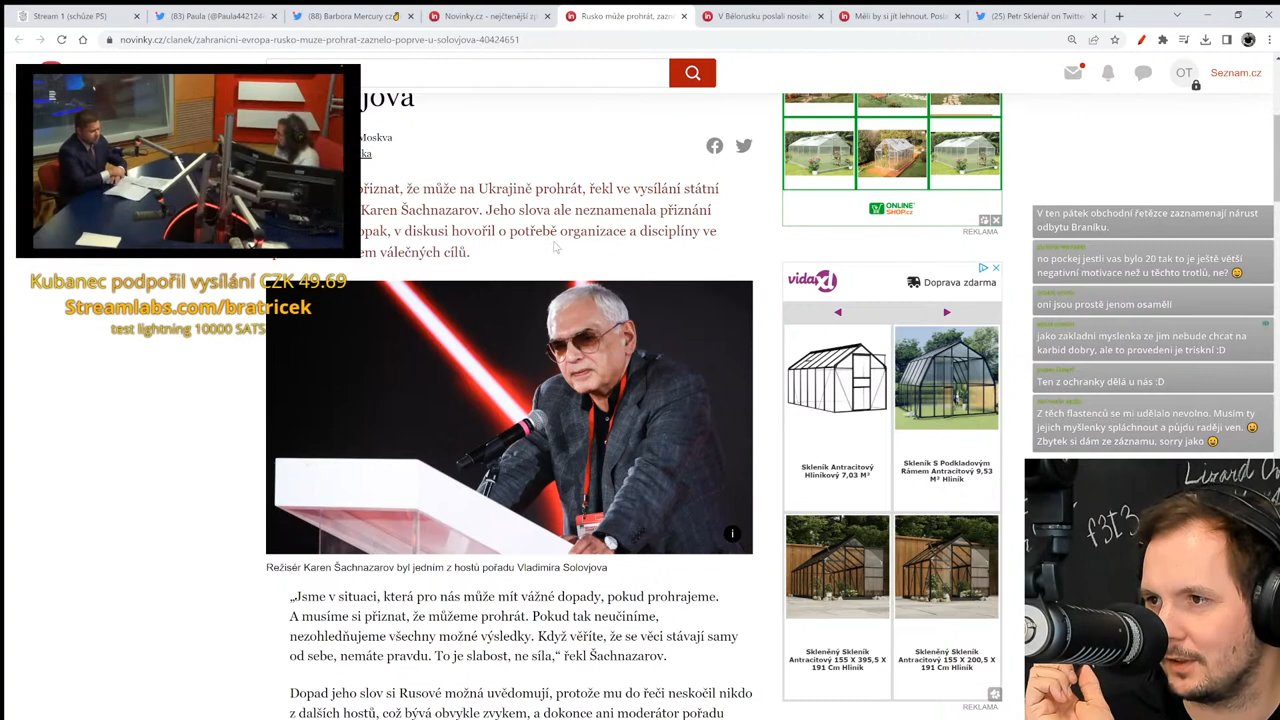 Stream 1 (schůze PS)
(83) Paula (@Paula442124
(88) Barbora Mercury cz
Novinky.cz - nejčtenější zp
Rusko může prohrát, zazn
V Bělorusku poslali nositel
Měli by si jít lehnout. Posla
(25) Petr Sklenář on Twitte
novinky.cz/clanek/zahranicni-evropa-rusko-muze-prohrat-zaznelo-poprve-u-solovjova-40424651
OT
Seznam.cz
jova
Moskva
ka
přiznat, že může na Ukrajině prohrát, řekl ve vysílání státní
Karen Šachnazarov. Jeho slova ale neznamenala přiznání
opak, v diskusi hovořil o potřebě organizace a disciplíny ve
em válečných cílů.
Kubanec podpořil vysílání CZK 49.69
Streamlabs.com/bratricek
test lightning 10000 SATS
Režisér Karen Šachnazarov byl jedním z hostů pořadu Vladimira Solovjova
„Jsme v situaci, která pro nás může mít vážné dopady, pokud prohrajeme.
A musíme si přiznat, že můžeme prohrát. Pokud tak neučiníme,
nezohledňujeme všechny možné výsledky. Když věříte, že se věci stávají samy
od sebe, nemáte pravdu. To je slabost, ne síla,“ řekl Šachnazarov.
Dopad jeho slov si Rusové možná uvědomují, protože mu do řeči neskočil nikdo
z dalších hostů, což bývá obvykle zvykem, a dokonce ani moderátor pořadu
ONLINE
SHOP.cz
REKLAMA
vidaXL
Doprava zdarma
Skleník Antracitový
Hliníkový 7,03 M²
Skleník S Podkladovým
Rámem Antracitový 9,53
M² Hliník
Skleněný Skleník
Antracitový 155 X 395,5 X
191 Cm Hliník
Skleněný Skleník
Antracitový 155 X 200,5 X
191 Cm Hliník
REKLAMA
V ten pátek obchodní řetězce zaznamenají nárust
odbytu Braníku.
no pockej jestli vas bylo 20 tak to je ještě větší
negativní motivace než u těchto trotlů, ne?
oni jsou prostě jenom osamělí
jako zakladni myslenka ze jim nebude chcat na
karbid dobry, ale to provedeni je triskní :D
Ten z ochranky dělá u nás :D
Z těch flastenců se mi udělalo nevolno. Musím ty
jejich myšlenky spláchnout a půjdu raději ven.
Zbytek si dám ze záznamu, sorry jako
Lizard
f3t3